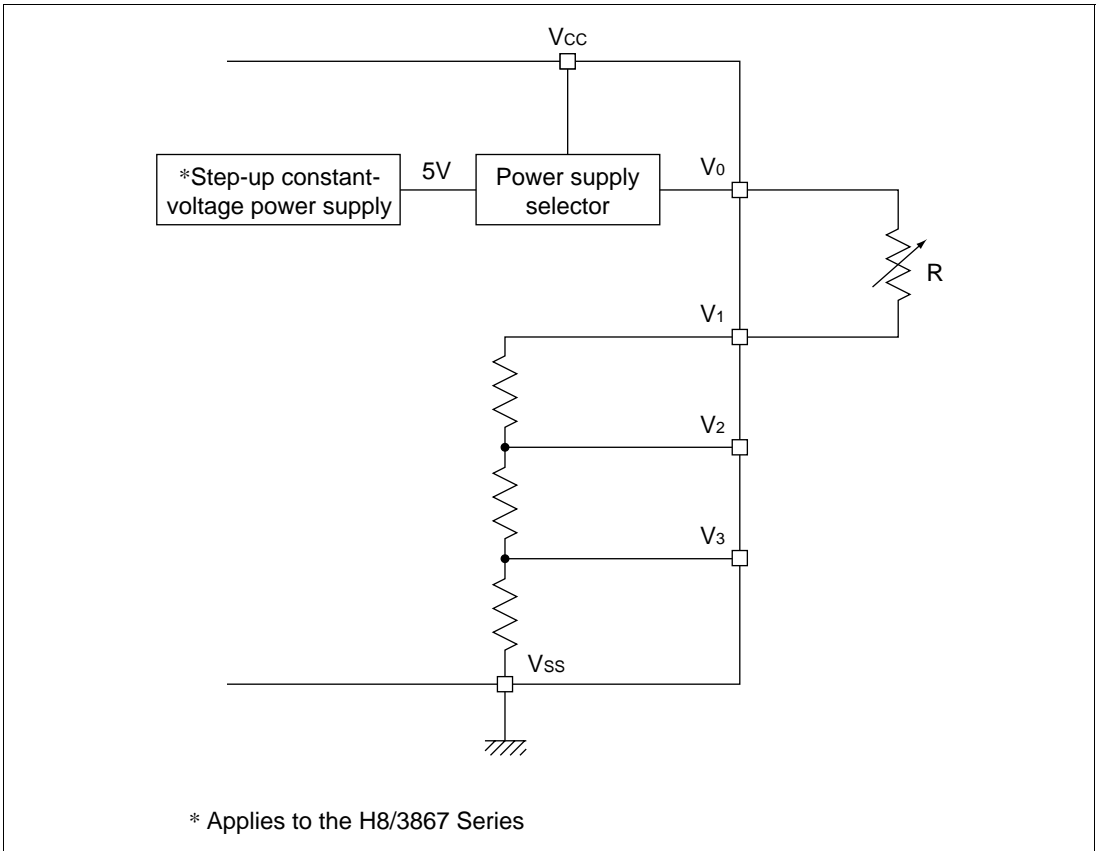 VCC
*Step-up constant-
voltage power supply
5V
Power supply
selector
V0
R
V1
V2
V3
VSS
* Applies to the H8/3867 Series